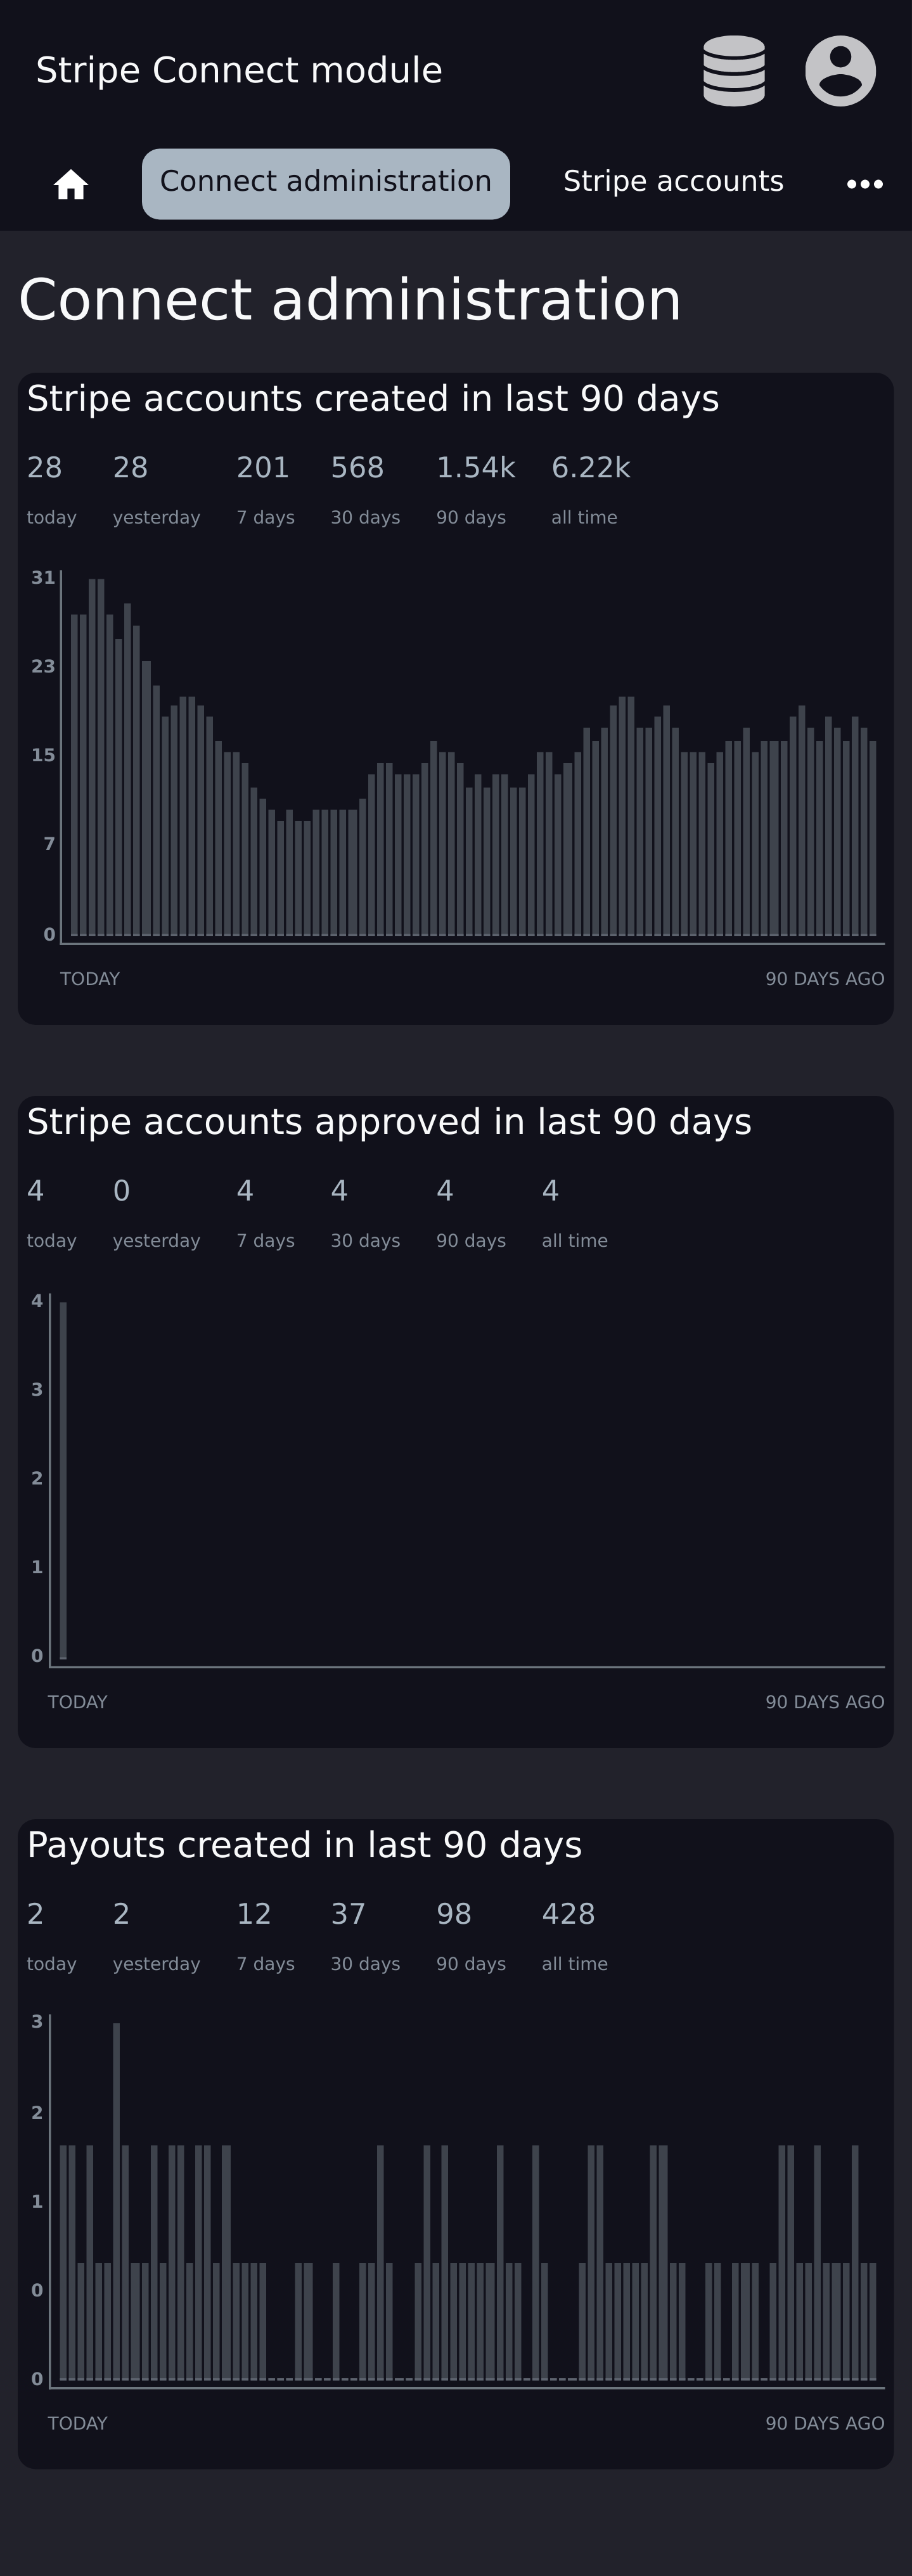 Stripe Connect module
Connect administration Stripe accounts
Connect administration
Stripe accounts created in last 90 days
28 28 201 568 1.54k 6.22k
today yesterday 7 days 30 days 90 days all time
31
23
15
7
0
TODAY 90 DAYS AGO
Stripe accounts approved in last 90 days
4 0 4 4 4 4
today yesterday 7 days 30 days 90 days all time
4
3
2
1
0
TODAY 90 DAYS AGO
Payouts created in last 90 days
2 2 12 37 98 428
today yesterday 7 days 30 days 90 days all time
3
2
1
0
0
TODAY 90 DAYS AGO